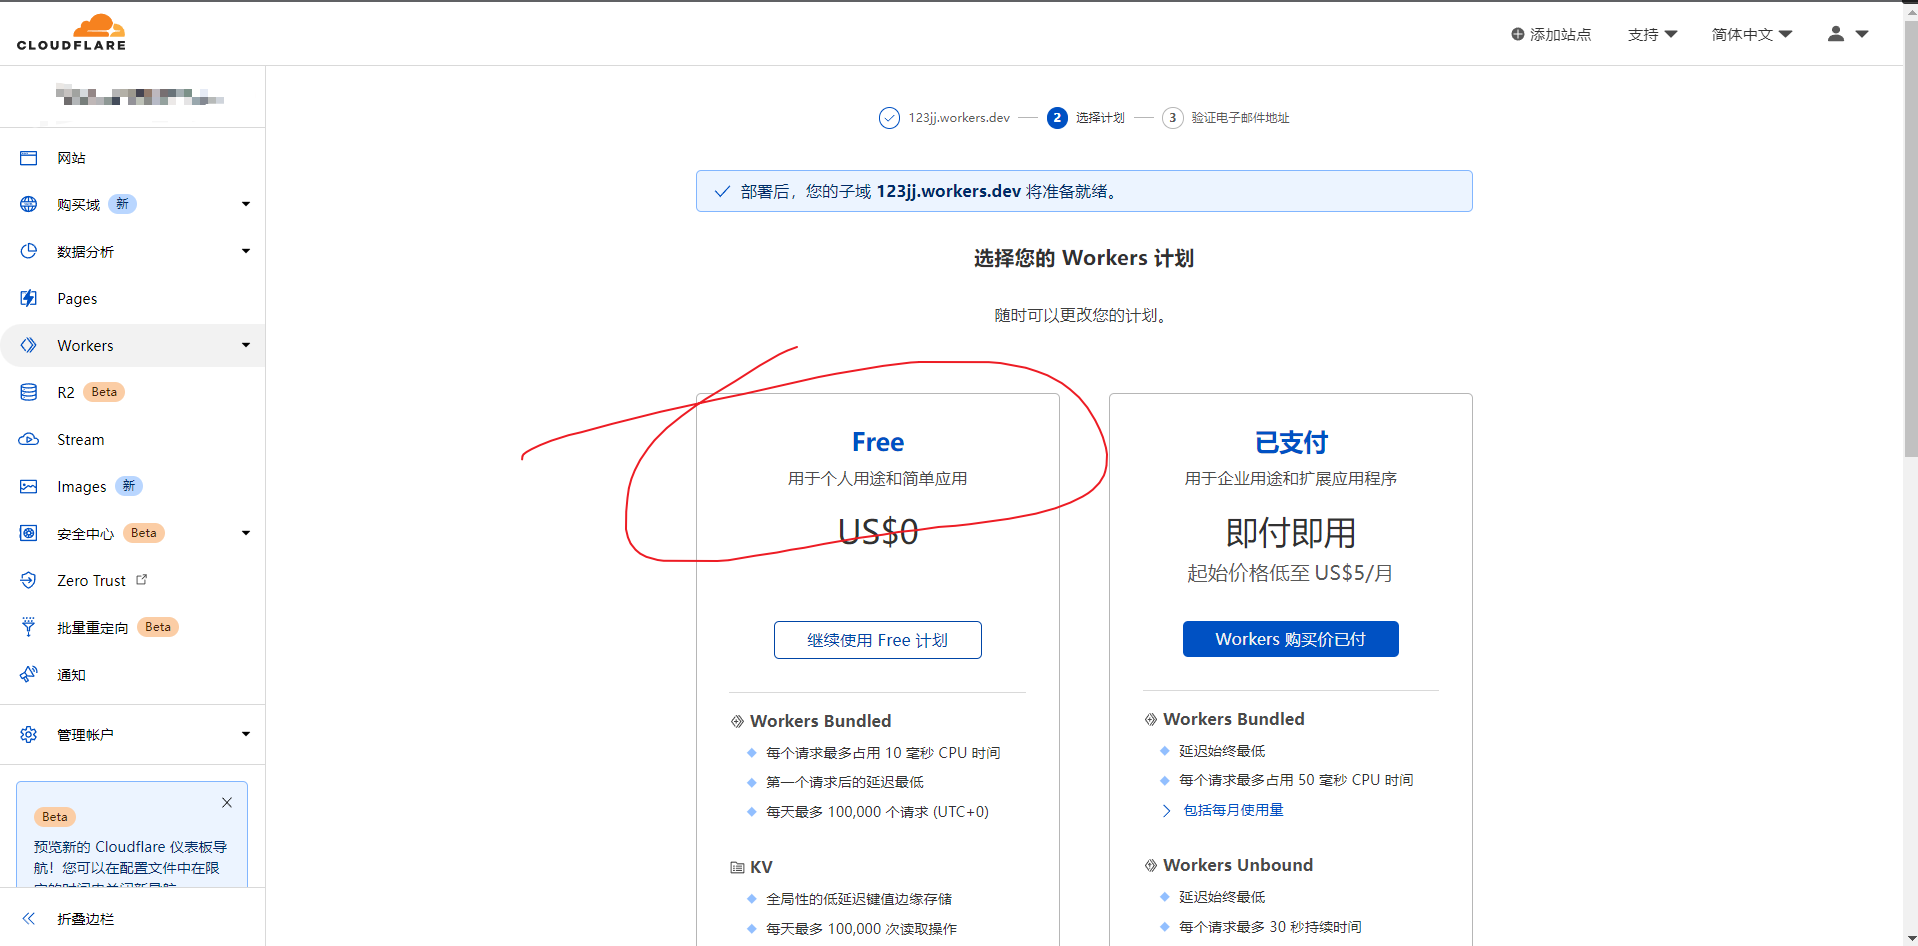 CLOUDFLARE
添加站点
支持
简体中文
网站
购买域 新
数据分析
Pages
Workers
R2 Beta
Stream
Images 新
安全中心 Beta
Zero Trust
批量重定向 Beta
通知
管理帐户
Beta
预览新的 Cloudflare 仪表板导
航！您可以在配置文件中在限
折叠边栏
123jj.workers.dev
2 选择计划
3 验证电子邮件地址
部署后，您的子域 123jj.workers.dev 将准备就绪。
选择您的 Workers 计划
随时可以更改您的计划。
Free
用于个人用途和简单应用
US$0
继续使用 Free 计划
Workers Bundled
每个请求最多占用 10 毫秒 CPU 时间
第一个请求后的延迟最低
每天最多 100,000 个请求 (UTC+0)
KV
全局性的低延迟键值边缘存储
每天最多 100,000 次读取操作
已支付
用于企业用途和扩展应用程序
即付即用
起始价格低至 US$5/月
Workers 购买价已付
Workers Bundled
延迟始终最低
每个请求最多占用 50 毫秒 CPU 时间
包括每月使用量
Workers Unbound
延迟始终最低
每个请求最多 30 秒持续时间